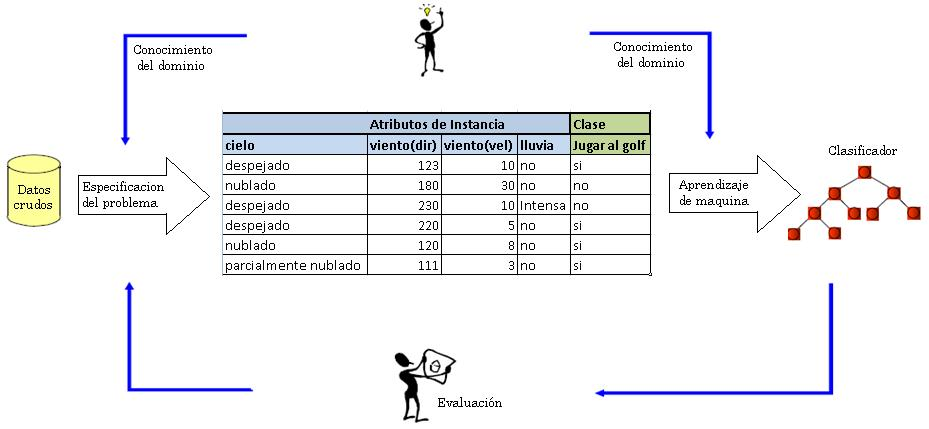 Conocimiento
del dominio
Conocimiento
del dominio
Atributos de Instancia Clase
cielo viento(dir) viento(vel) lluvia Jugar al golf
despejado 123 10 no si
nublado 180 30 no no
despejado 230 10 Intensa no
despejado 220 5 no si
nublado 120 8 no si
parcialmente nublado 111 3 no si
Datos
crudos
Especificacion
del problema
Aprendizaje
de maquina
Clasificador
Evaluación